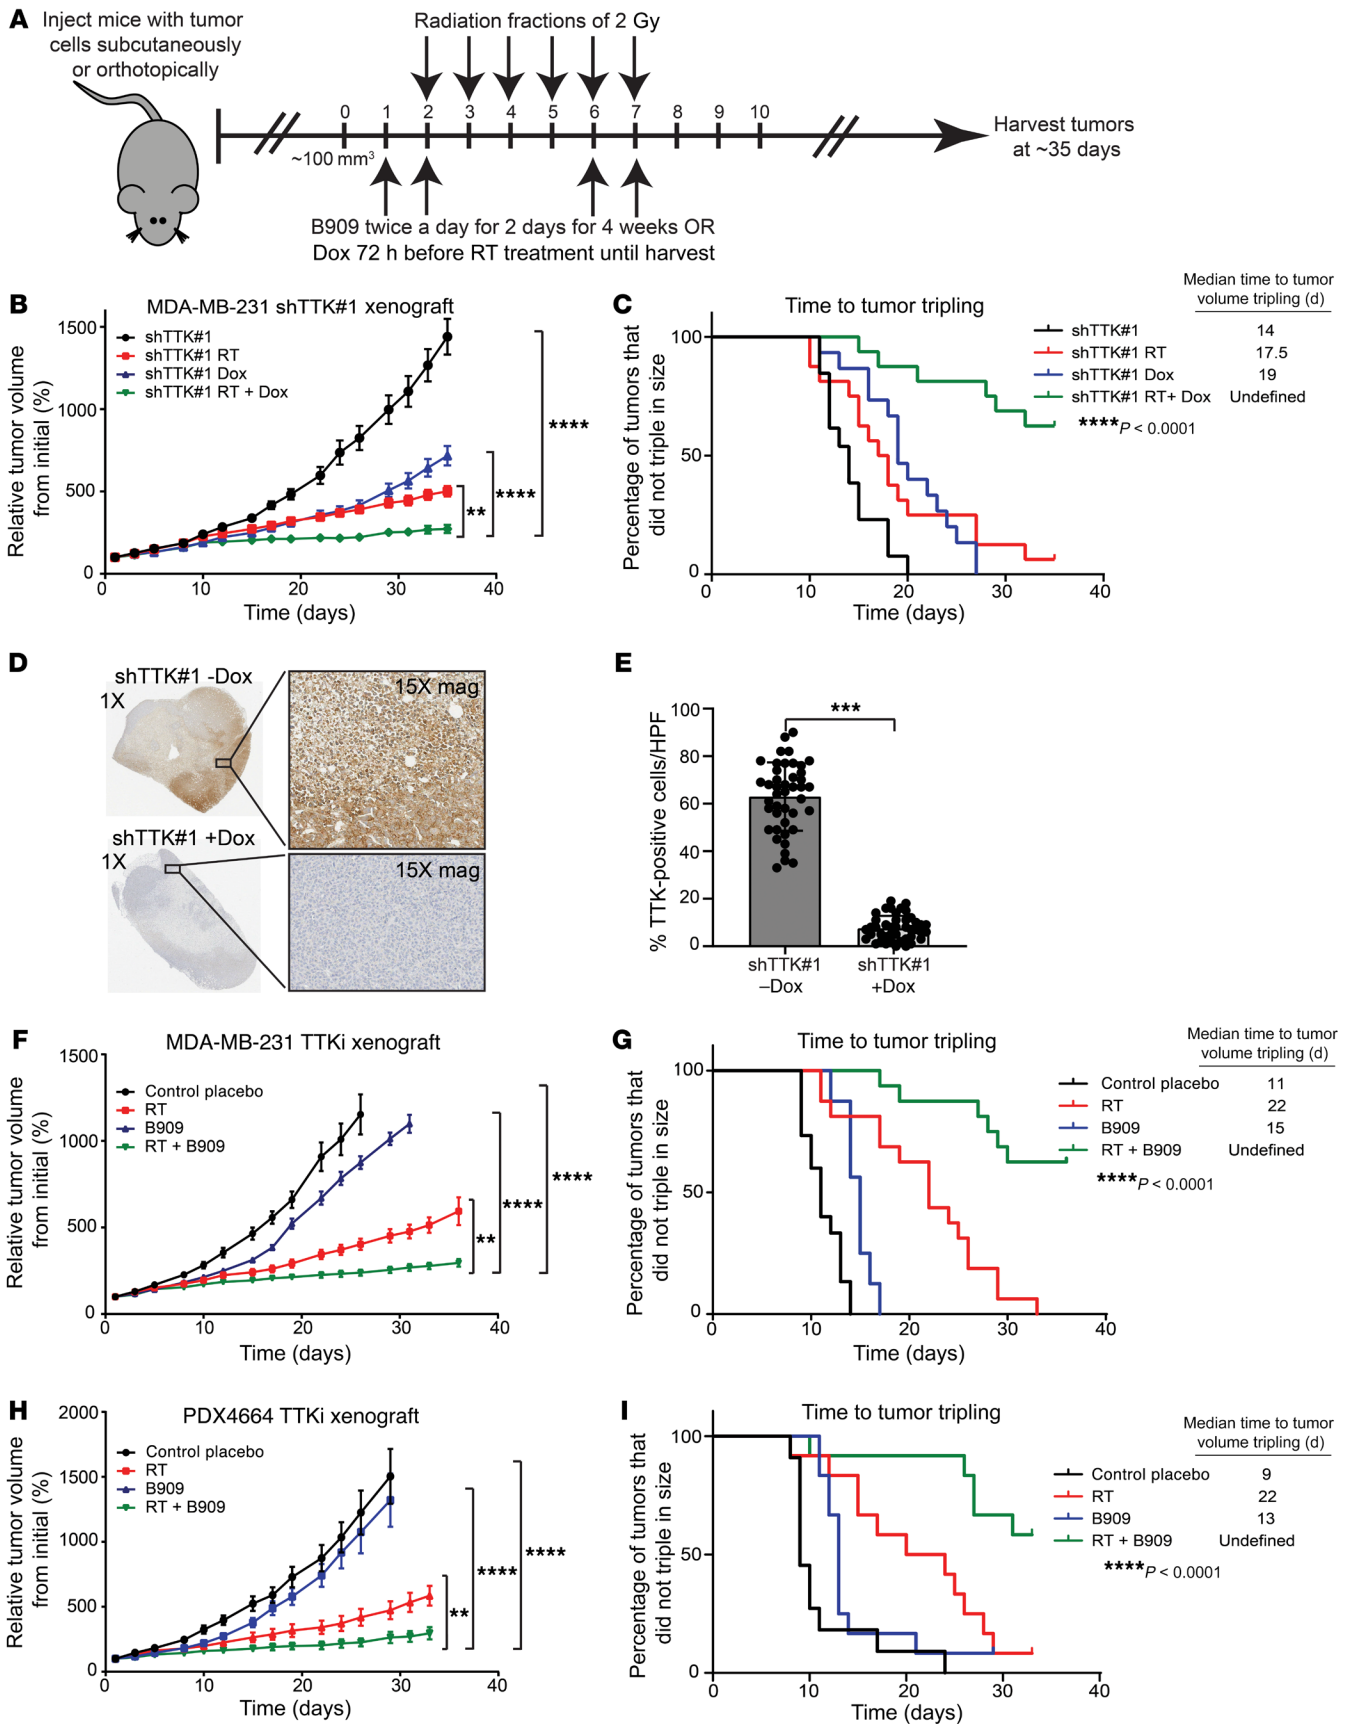 A
Inject mice with tumor
cells subcutaneously
or orthotopically
Radiation fractions of 2 Gy
0 1 2 3 4 5 6 7 8 9 10
~100 mm³
Harvest tumors
at ~35 days
B909 twice a day for 2 days for 4 weeks OR
Dox 72 h before RT treatment until harvest
B
MDA-MB-231 shTTK#1 xenograft
Relative tumor volume
from initial (%)
1500
1000
500
0
shTTK#1
shTTK#1 RT
shTTK#1 Dox
shTTK#1 RT + Dox
**
****
****
0 10 20 30 40
Time (days)
C
Time to tumor tripling
Percentage of tumors that
did not triple in size
100
50
0
0 10 20 30 40
Time (days)
Median time to tumor
volume tripling (d)
shTTK#1 14
shTTK#1 RT 17.5
shTTK#1 Dox 19
shTTK#1 RT+ Dox Undefined
****P < 0.0001
D
shTTK#1 -Dox
1X
15X mag
shTTK#1 +Dox
1X
15X mag
E
% TTK-positive cells/HPF
100
80
60
40
20
0
***
shTTK#1
–Dox
shTTK#1
+Dox
F
MDA-MB-231 TTKi xenograft
Relative tumor volume
from initial (%)
1500
1000
500
0
Control placebo
RT
B909
RT + B909
**
****
****
0 10 20 30 40
Time (days)
G
Time to tumor tripling
Percentage of tumors that
did not triple in size
100
50
0
0 10 20 30 40
Time (days)
Median time to tumor
volume tripling (d)
Control placebo 11
RT 22
B909 15
RT + B909 Undefined
****P < 0.0001
H
PDX4664 TTKi xenograft
Relative tumor volume
from initial (%)
2000
1500
1000
500
0
Control placebo
RT
B909
RT + B909
**
****
****
0 10 20 30 40
Time (days)
I
Time to tumor tripling
Percentage of tumors that
did not triple in size
100
50
0
0 10 20 30 40
Time (days)
Median time to tumor
volume tripling (d)
Control placebo 9
RT 22
B909 13
RT + B909 Undefined
****P < 0.0001